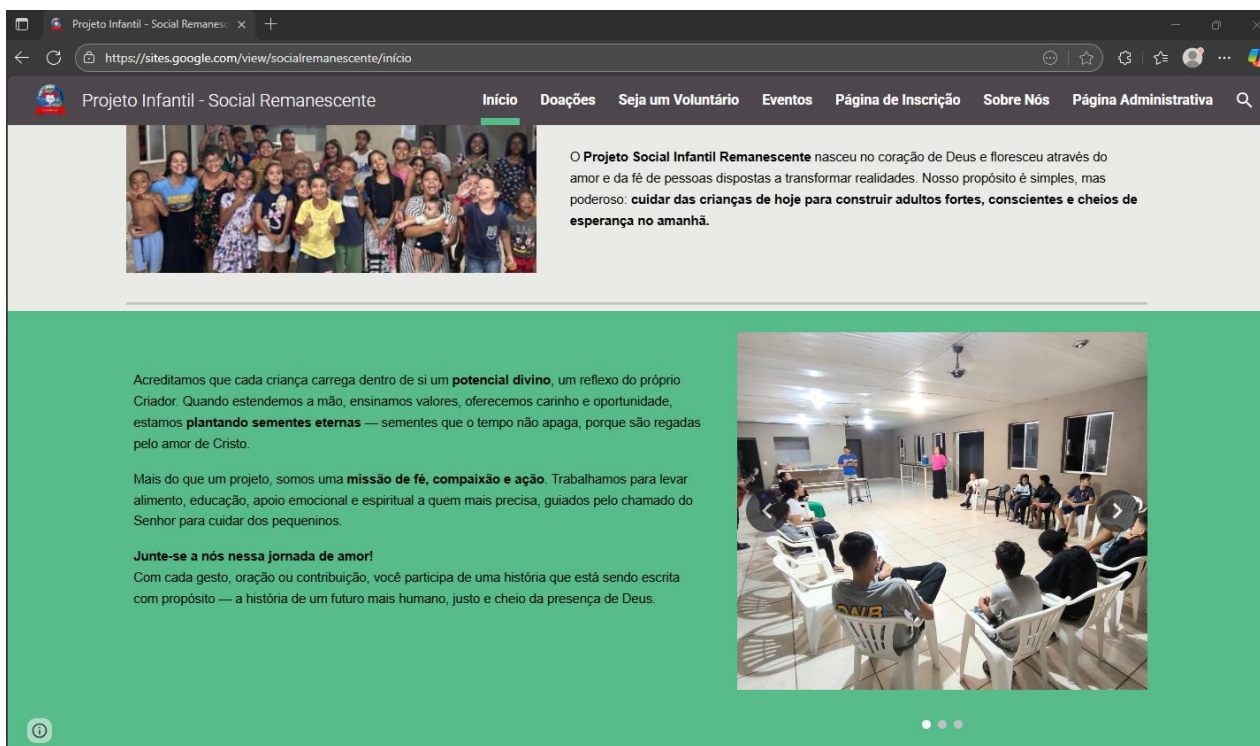 Projeto Infantil - Social Remanesc
https://sites.google.com/view/socialremanescente/início
Projeto Infantil - Social Remanescente
Início
Doações
Seja um Voluntário
Eventos
Página de Inscrição
Sobre Nós
Página Administrativa
O Projeto Social Infantil Remanescente nasceu no coração de Deus e floresceu através do
amor e da fé de pessoas dispostas a transformar realidades. Nosso propósito é simples, mas
poderoso: cuidar das crianças de hoje para construir adultos fortes, conscientes e cheios de
esperança no amanhã.
Acreditamos que cada criança carrega dentro de si um potencial divino, um reflexo do próprio
Criador. Quando estendemos a mão, ensinamos valores, oferecemos carinho e oportunidade,
estamos plantando sementes eternas — sementes que o tempo não apaga, porque são regadas
pelo amor de Cristo.
Mais do que um projeto, somos uma missão de fé, compaixão e ação. Trabalhamos para levar
alimento, educação, apoio emocional e espiritual a quem mais precisa, guiados pelo chamado do
Senhor para cuidar dos pequeninos.
Junte-se a nós nessa jornada de amor!
Com cada gesto, oração ou contribuição, você participa de uma história que está sendo escrita
com propósito — a história de um futuro mais humano, justo e cheio da presença de Deus.